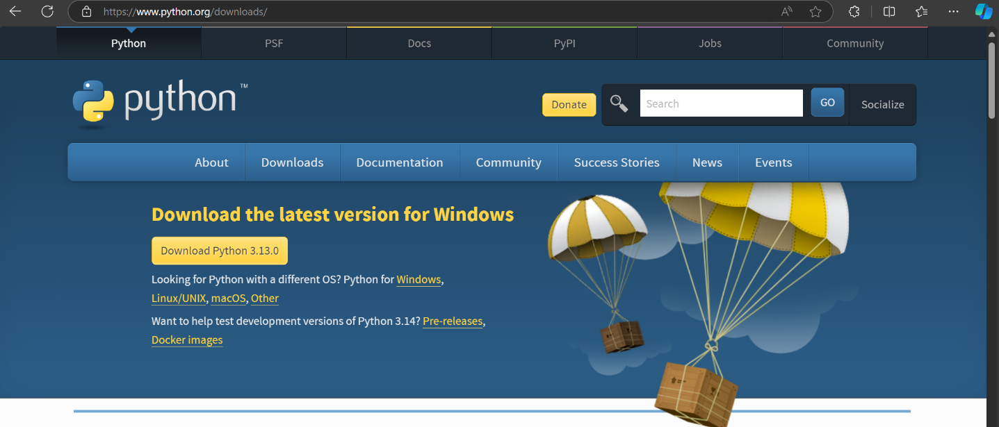 https://www.python.org/downloads/
Python PSF Docs PyPI Jobs Community
python™
Donate Search GO Socialize
About Downloads Documentation Community Success Stories News Events
Download the latest version for Windows
Download Python 3.13.0
Looking for Python with a different OS? Python for Windows,
Linux/UNIX, macOS, Other
Want to help test development versions of Python 3.14? Pre-releases,
Docker images